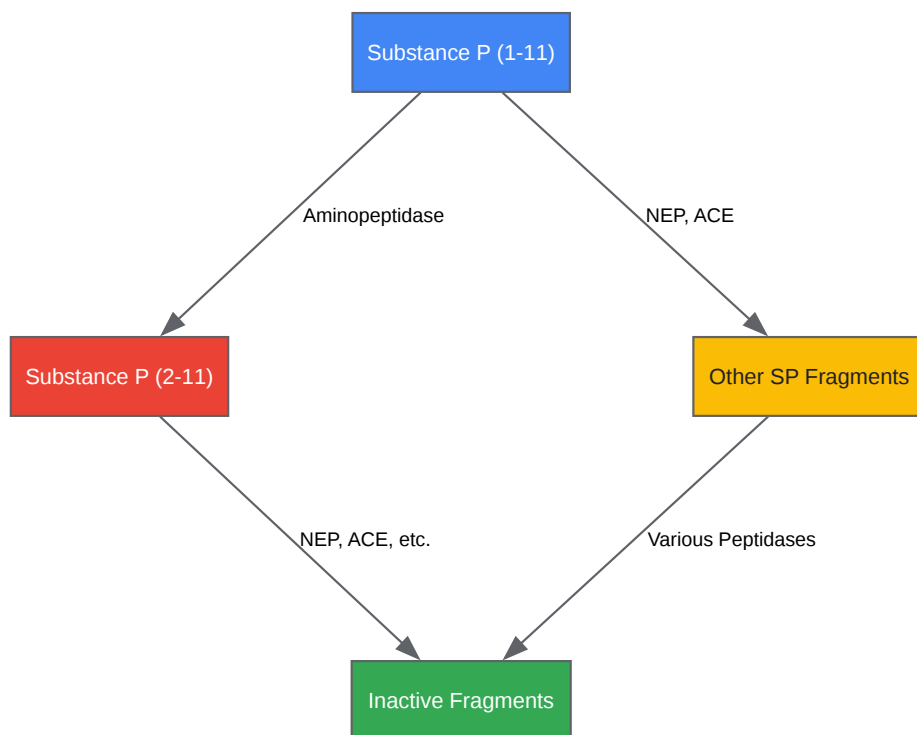 Substance P (1-11)
Aminopeptidase
NEP, ACE
Substance P (2-11)
Other SP Fragments
NEP, ACE, etc.
Various Peptidases
Inactive Fragments